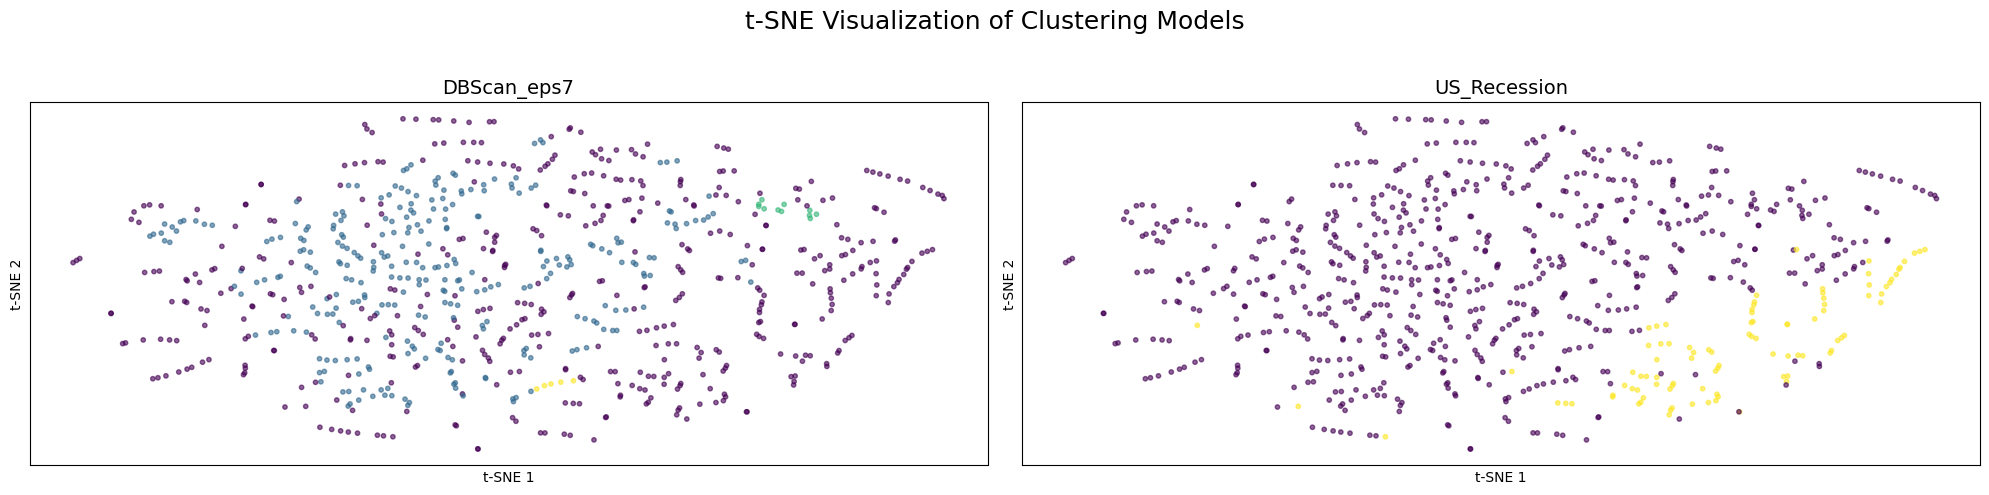 t-SNE Visualization of Clustering Models
DBScan_eps7
US_Recession
t-SNE 2
t-SNE 2
t-SNE 1
t-SNE 1